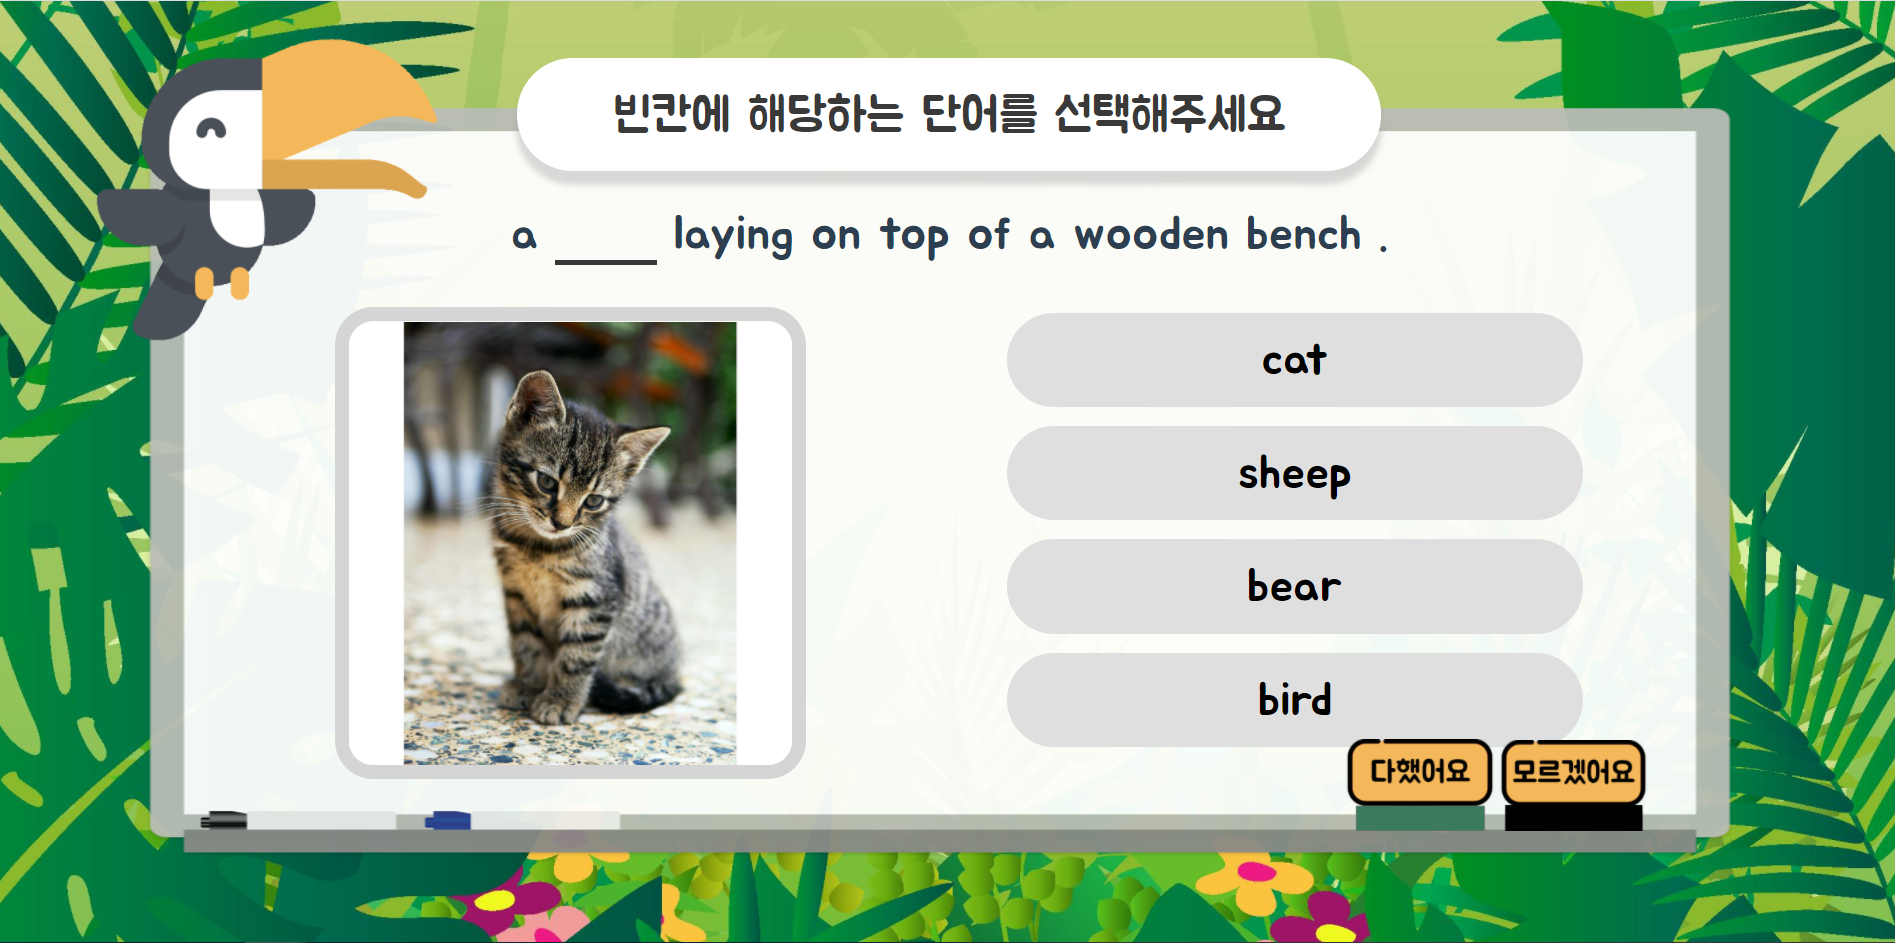 빈칸에 해당하는 단어를 선택해주세요
a _____ laying on top of a wooden bench .
cat
sheep
bear
bird
다했어요
모르겠어요